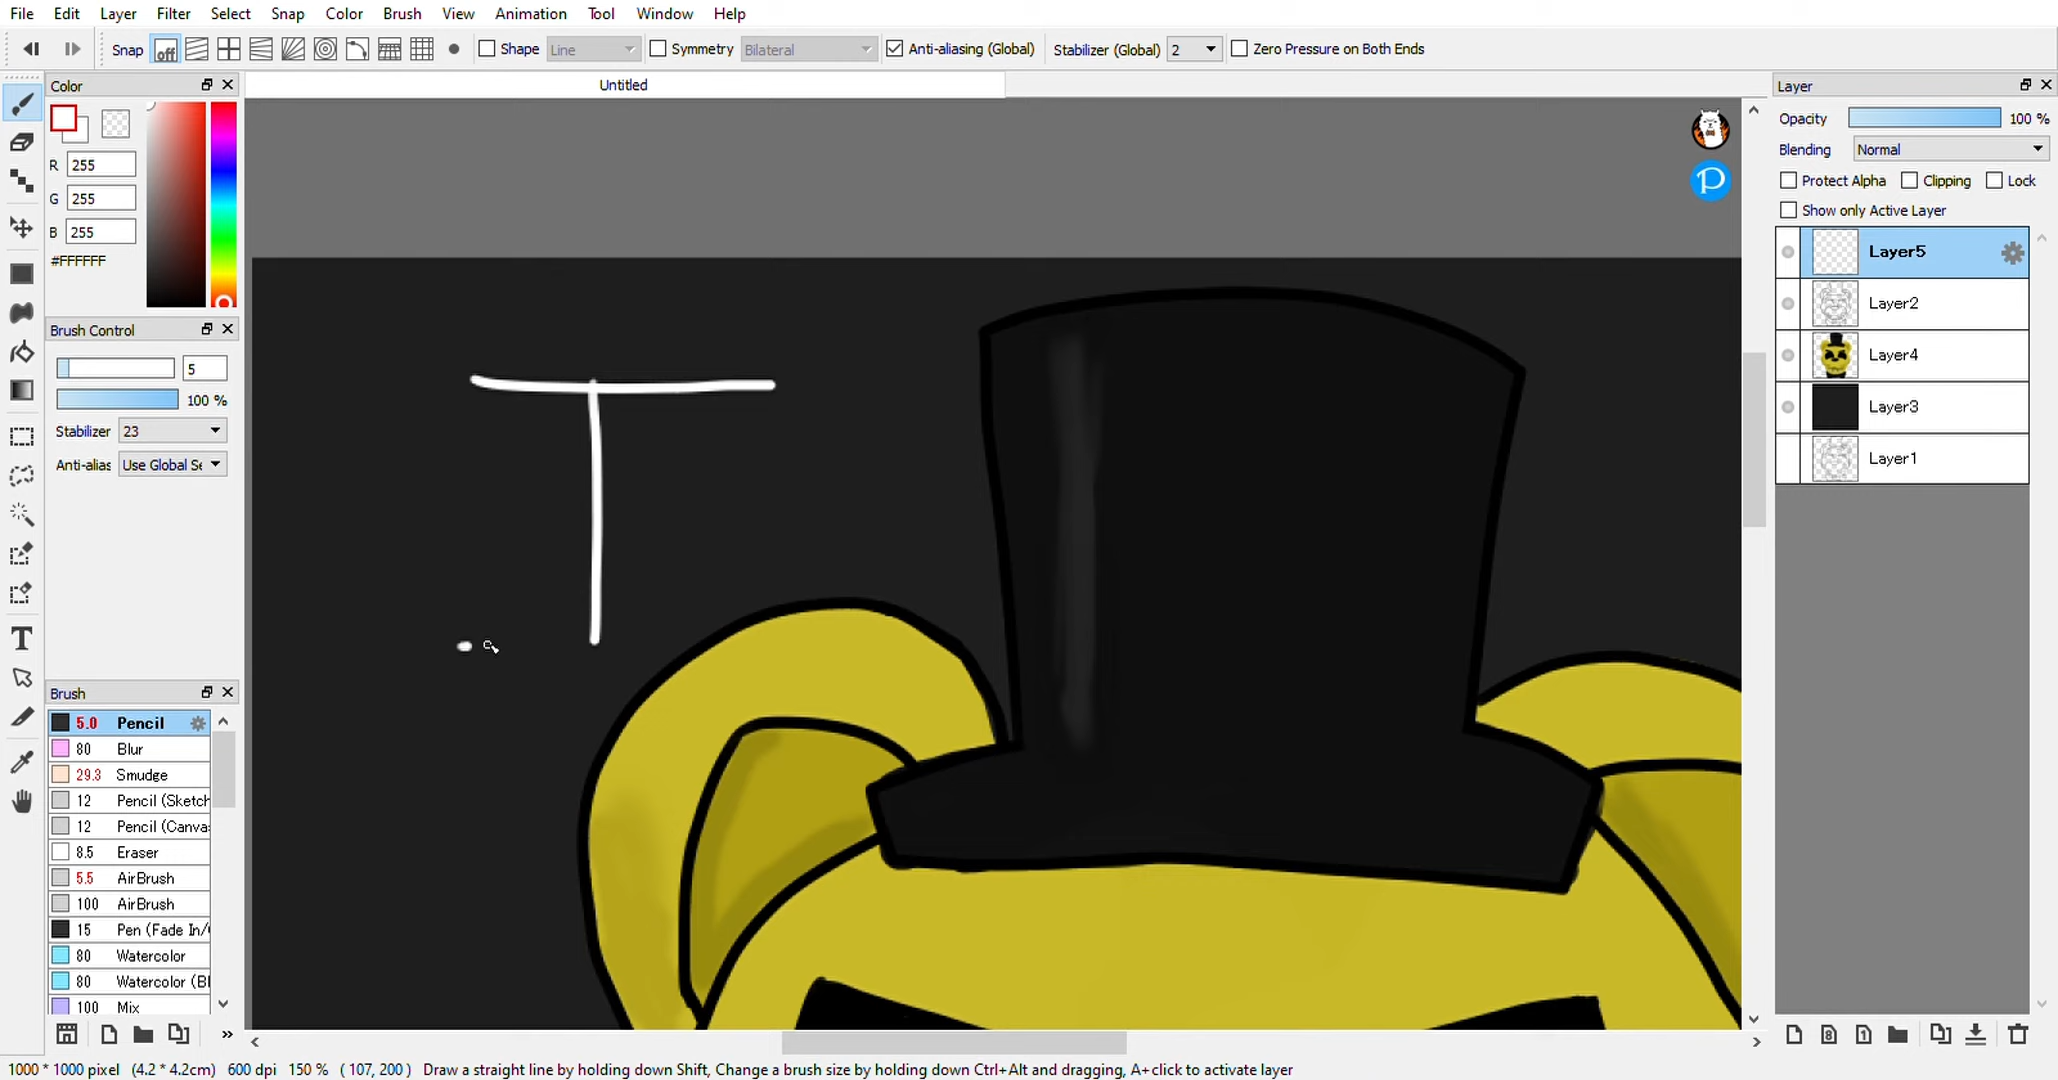 File Edit Layer Filter Select Snap Color Brush View Animation Tool Window Help
Snap off Shape Line Symmetry Bilateral Anti-aliasing (Global) Stabilizer (Global) 2 Zero Pressure on Both Ends
Color
R 255
G 255
B 255
#FFFFFF
Brush Control
5
100 %
Stabilizer 23
Anti-alias Use Global Se
Brush
5.0 Pencil
80 Blur
29.3 Smudge
12 Pencil (Sketch
12 Pencil (Canva
8.5 Eraser
5.5 AirBrush
100 AirBrush
15 Pen (Fade In/
80 Watercolor
80 Watercolor (Bl
100 Mix
Untitled
T
P
T
Layer
Opacity 100 %
Blending Normal
Protect Alpha Clipping Lock
Show only Active Layer
Layer5
Layer2
Layer4
Layer3
Layer1
8
1
1000 * 1000 pixel (4.2 * 4.2cm) 600 dpi 150 % ( 107, 200 ) Draw a straight line by holding down Shift, Change a brush size by holding down Ctrl+Alt and dragging, A+click to activate layer